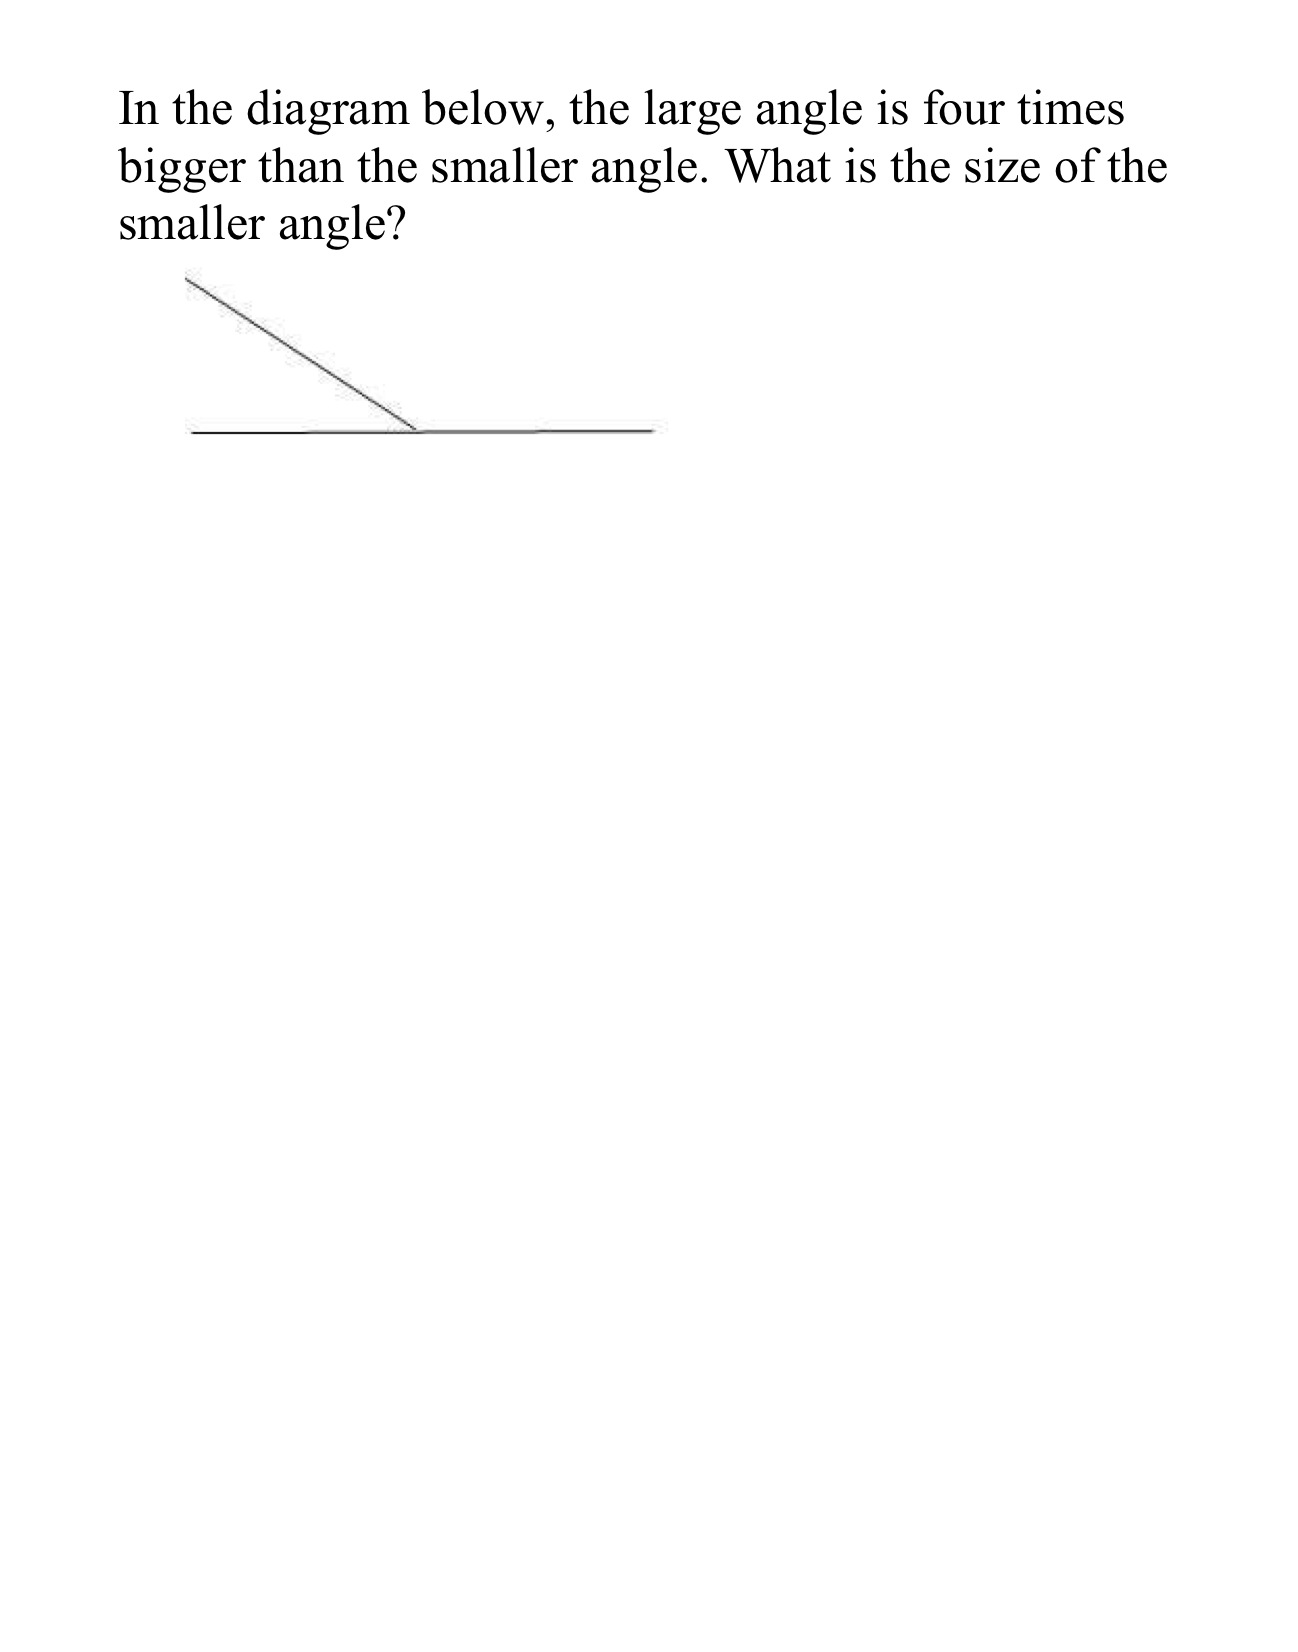 In the diagram below, the large angle is four times
bigger than the smaller angle. What is the size of the
smaller angle?